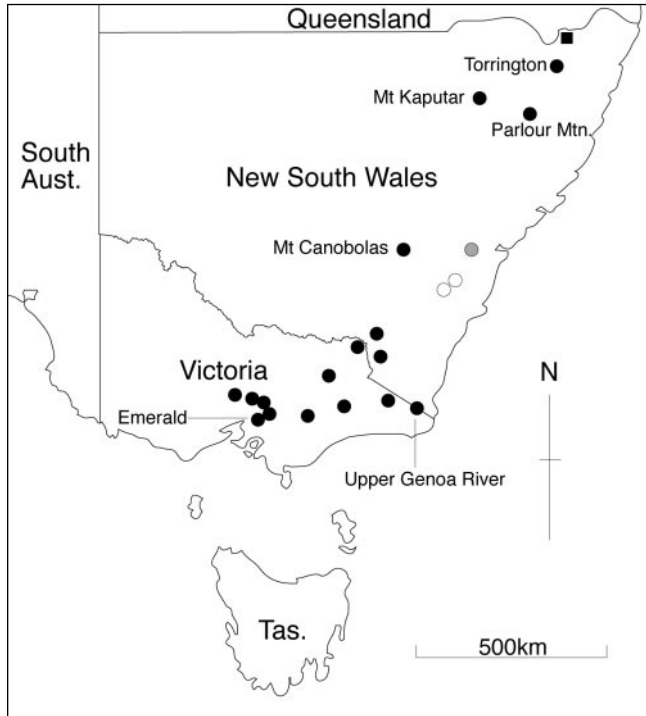 Queensland
Torrington
Mt Kaputar
Parlour Mtn.
South
Aust.
New South Wales
Mt Canobolas
Victoria
N
Emerald
Upper Genoa River
Tas.
500km